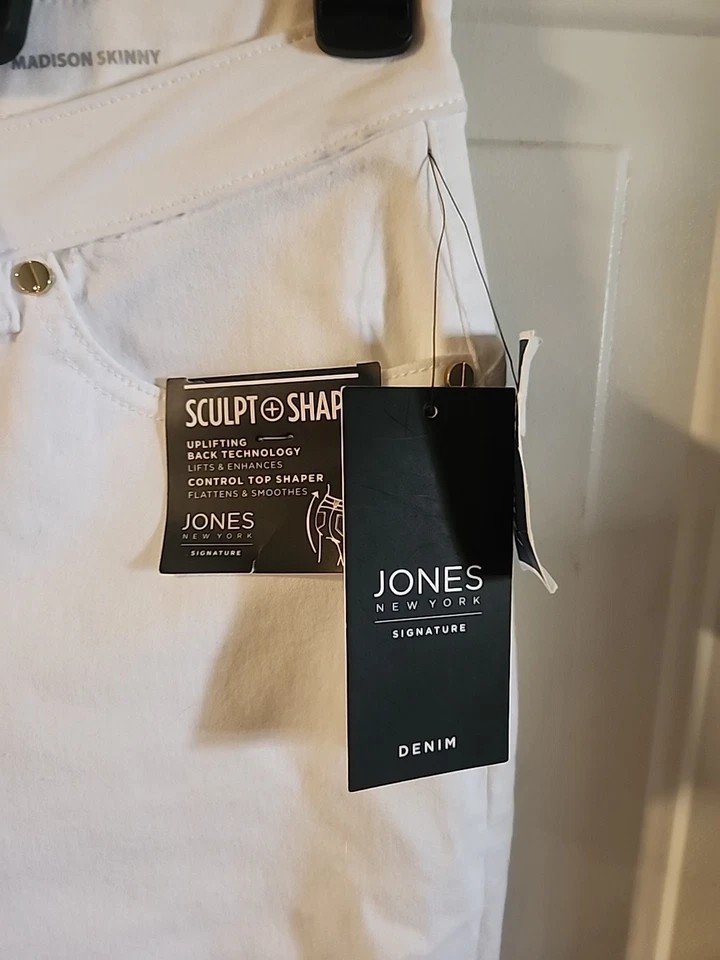 MADISON SKINNY
SCULPT + SHAP
UPLIFTING
BACK TECHNOLOGY
LIFTS & ENHANCES
CONTROL TOP SHAPER
FLATTENS & SMOOTHES
JONES
NEW YORK
SIGNATURE
JONES
NEW YORK
SIGNATURE
DENIM